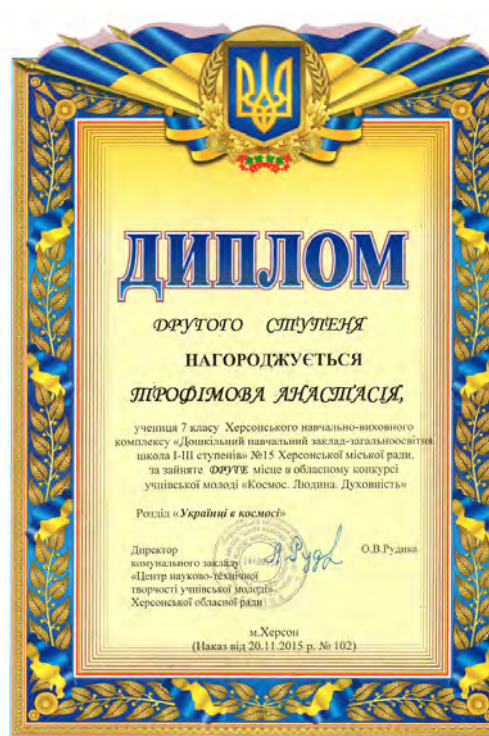 ДИПЛОМ
ДРУГОГО СТУПЕНЯ
НАГОРОДЖУЄТЬСЯ
ТРОФІМОВА АНАСТАСІЯ,
учениця 7 класу Херсонського навчально-виховного
комплексу «Дошкільний навчальний заклад-загальноосвітня
школа І-ІІІ ступенів» №15 Херсонської міської ради,
за зайняте ДРУГЕ місце в обласному конкурсі
учнівської молоді «Космос. Людина. Духовність»
Розділ «Українці в космосі»
Директор О.В.Рудика
комунального закладу
«Центр науково-технічної
творчості учнівської молоді»
Херсонської обласної ради
м.Херсон
(Наказ від 20.11.2015 р. № 102)